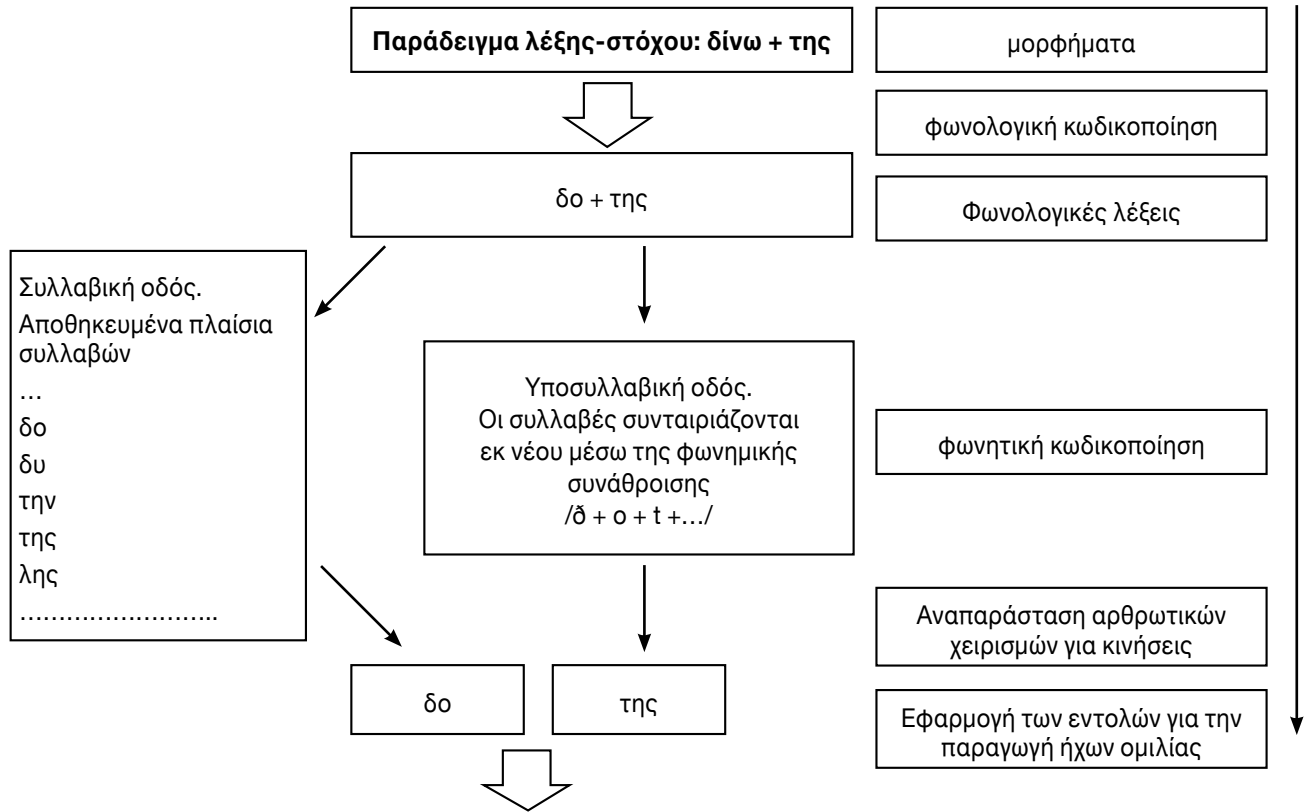 Παράδειγμα λέξης-στόχου: δίνω + της
μορφήματα
φωνολογική κωδικοποίηση
δο + της
Φωνολογικές λέξεις
Συλλαβική οδός.
Αποθηκευμένα πλαίσια
συλλαβών
…
δο
δυ
την
της
λης
……………………..
Υποσυλλαβική οδός.
Οι συλλαβές συνταιριάζονται
εκ νέου μέσω της φωνημικής
συνάθροισης
/ð + o + t +…/
φωνητική κωδικοποίηση
Αναπαράσταση αρθρωτικών
χειρισμών για κινήσεις
δο
της
Εφαρμογή των εντολών για την
παραγωγή ήχων ομιλίας